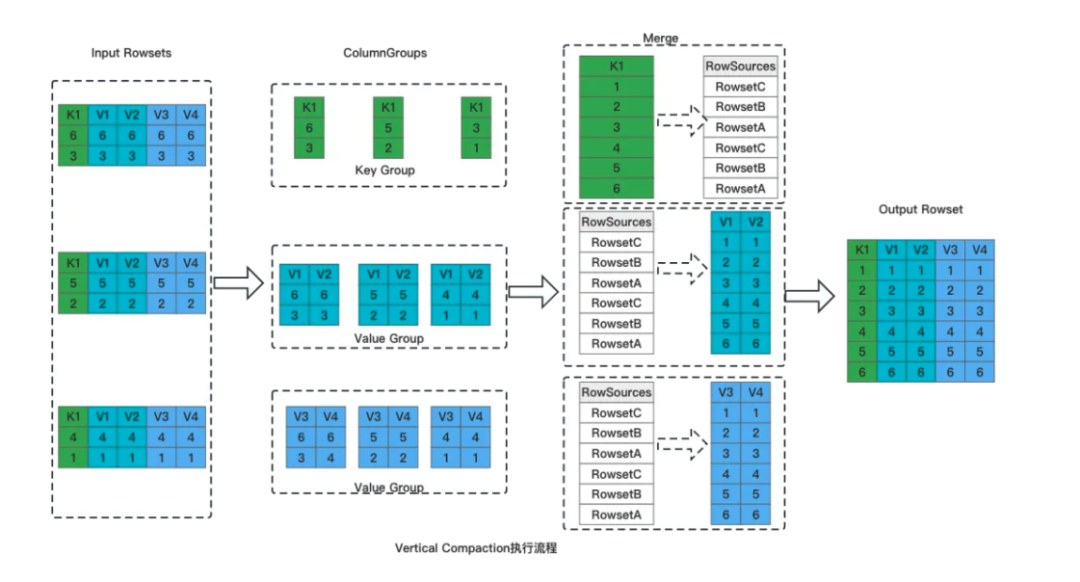 Input Rowsets
K1 V1 V2 V3 V4
6 6 6 6 6
3 3 3 3 3
K1 V1 V2 V3 V4
5 5 5 5 5
2 2 2 2 2
K1 V1 V2 V3 V4
4 4 4 4 4
1 1 1 1 1
ColumnGroups
K1 K1 K1
6 5 3
3 2 1
Key Group
V1 V2 V1 V2 V1 V2
6 6 5 5 4 4
3 3 2 2 1 1
Value Group
V3 V4 V3 V4 V3 V4
6 6 5 5 4 4
3 4 2 2 1 1
Value Group
Merge
K1 RowSources
1 RowsetC
2 RowsetB
3 RowsetA
4 RowsetC
5 RowsetB
6 RowsetA
RowSources V1 V2
RowsetC 1 1
RowsetB 2 2
RowsetA 3 3
RowsetC 4 4
RowsetB 5 5
RowsetA 6 6
RowSources V3 V4
RowsetC 1 1
RowsetB 2 2
RowsetA 3 3
RowsetC 4 4
RowsetB 5 5
RowsetA 6 6
Output Rowset
K1 V1 V2 V3 V4
1 1 1 1 1
2 2 2 2 2
3 3 3 3 3
4 4 4 4 4
5 5 5 5 5
6 6 6 6 6
Vertical Compaction执行流程